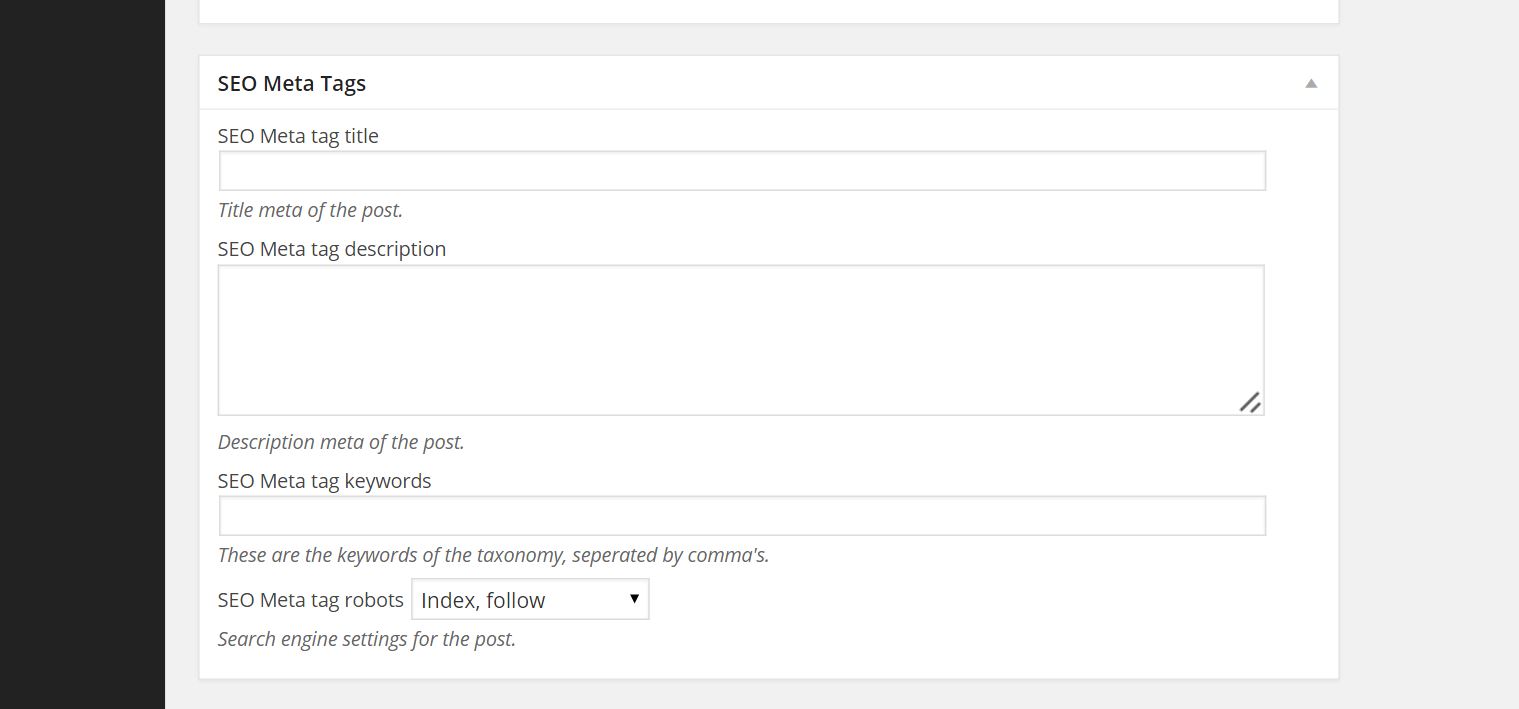 SEO Meta Tags
SEO Meta tag title
Title meta of the post.
SEO Meta tag description
Description meta of the post.
SEO Meta tag keywords
These are the keywords of the taxonomy, seperated by comma's.
SEO Meta tag robots Index, follow
Search engine settings for the post.